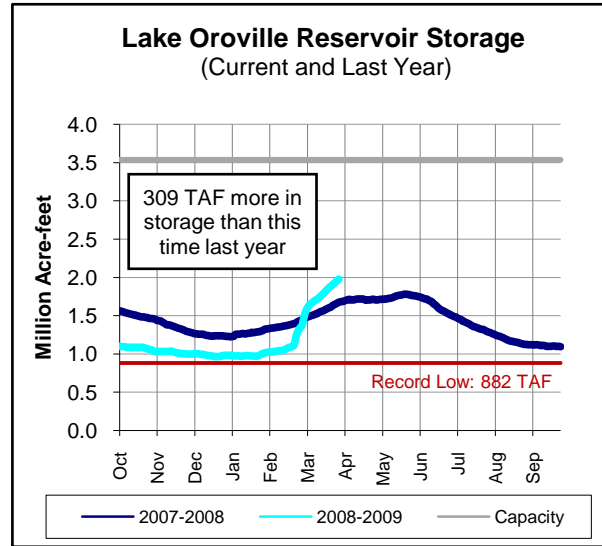 Lake Oroville Reservoir Storage
(Current and Last Year)
Million Acre-feet
4.0
3.5
3.0
2.5
2.0
1.5
1.0
0.5
0.0
309 TAF more in
storage than this
time last year
Record Low: 882 TAF
Oct Nov Dec Jan Feb Mar Apr May Jun Jul Aug Sep
2007-2008 2008-2009 Capacity